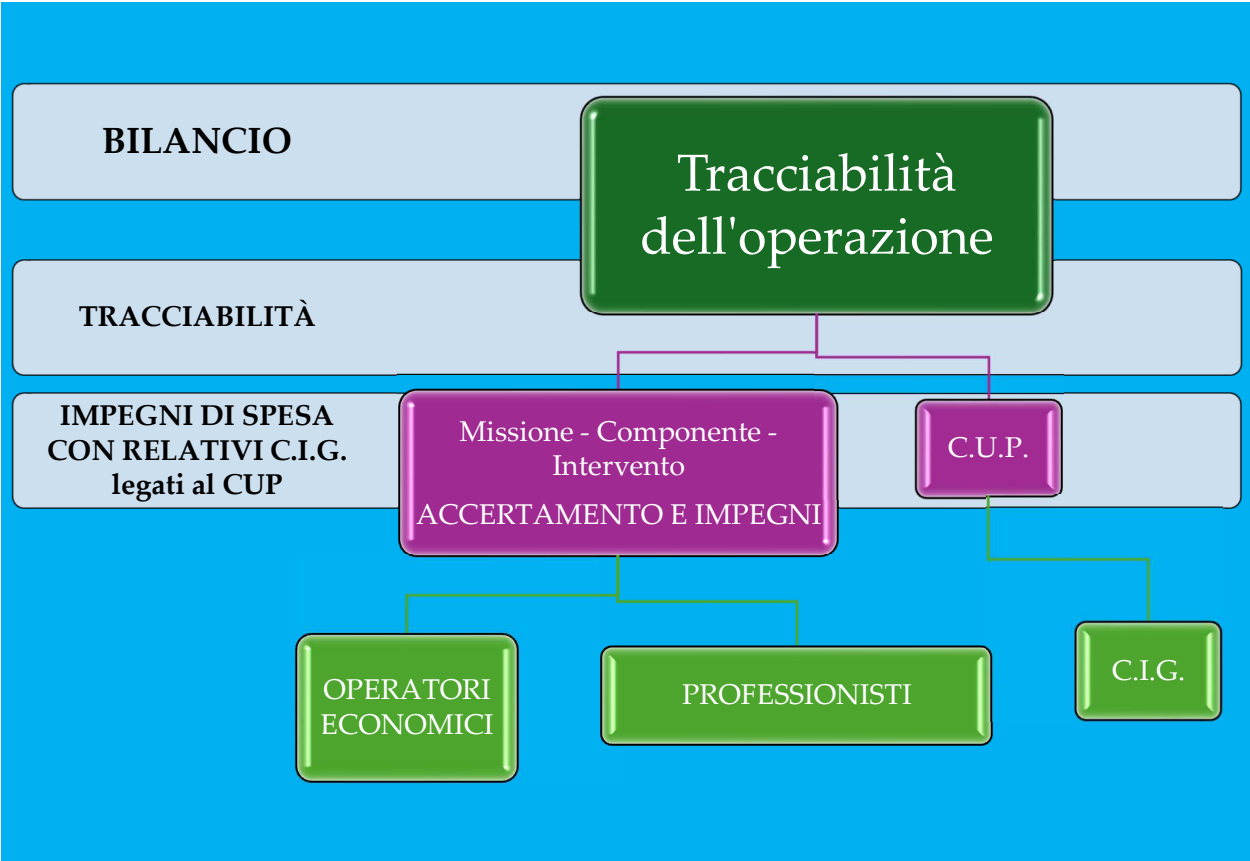 BILANCIO
Tracciabilità
dell'operazione
TRACCIABILITÀ
IMPEGNI DI SPESA
CON RELATIVI C.I.G.
legati al CUP
Missione - Componente -
Intervento
ACCERTAMENTO E IMPEGNI
C.U.P.
OPERATORI
ECONOMICI
PROFESSIONISTI
C.I.G.